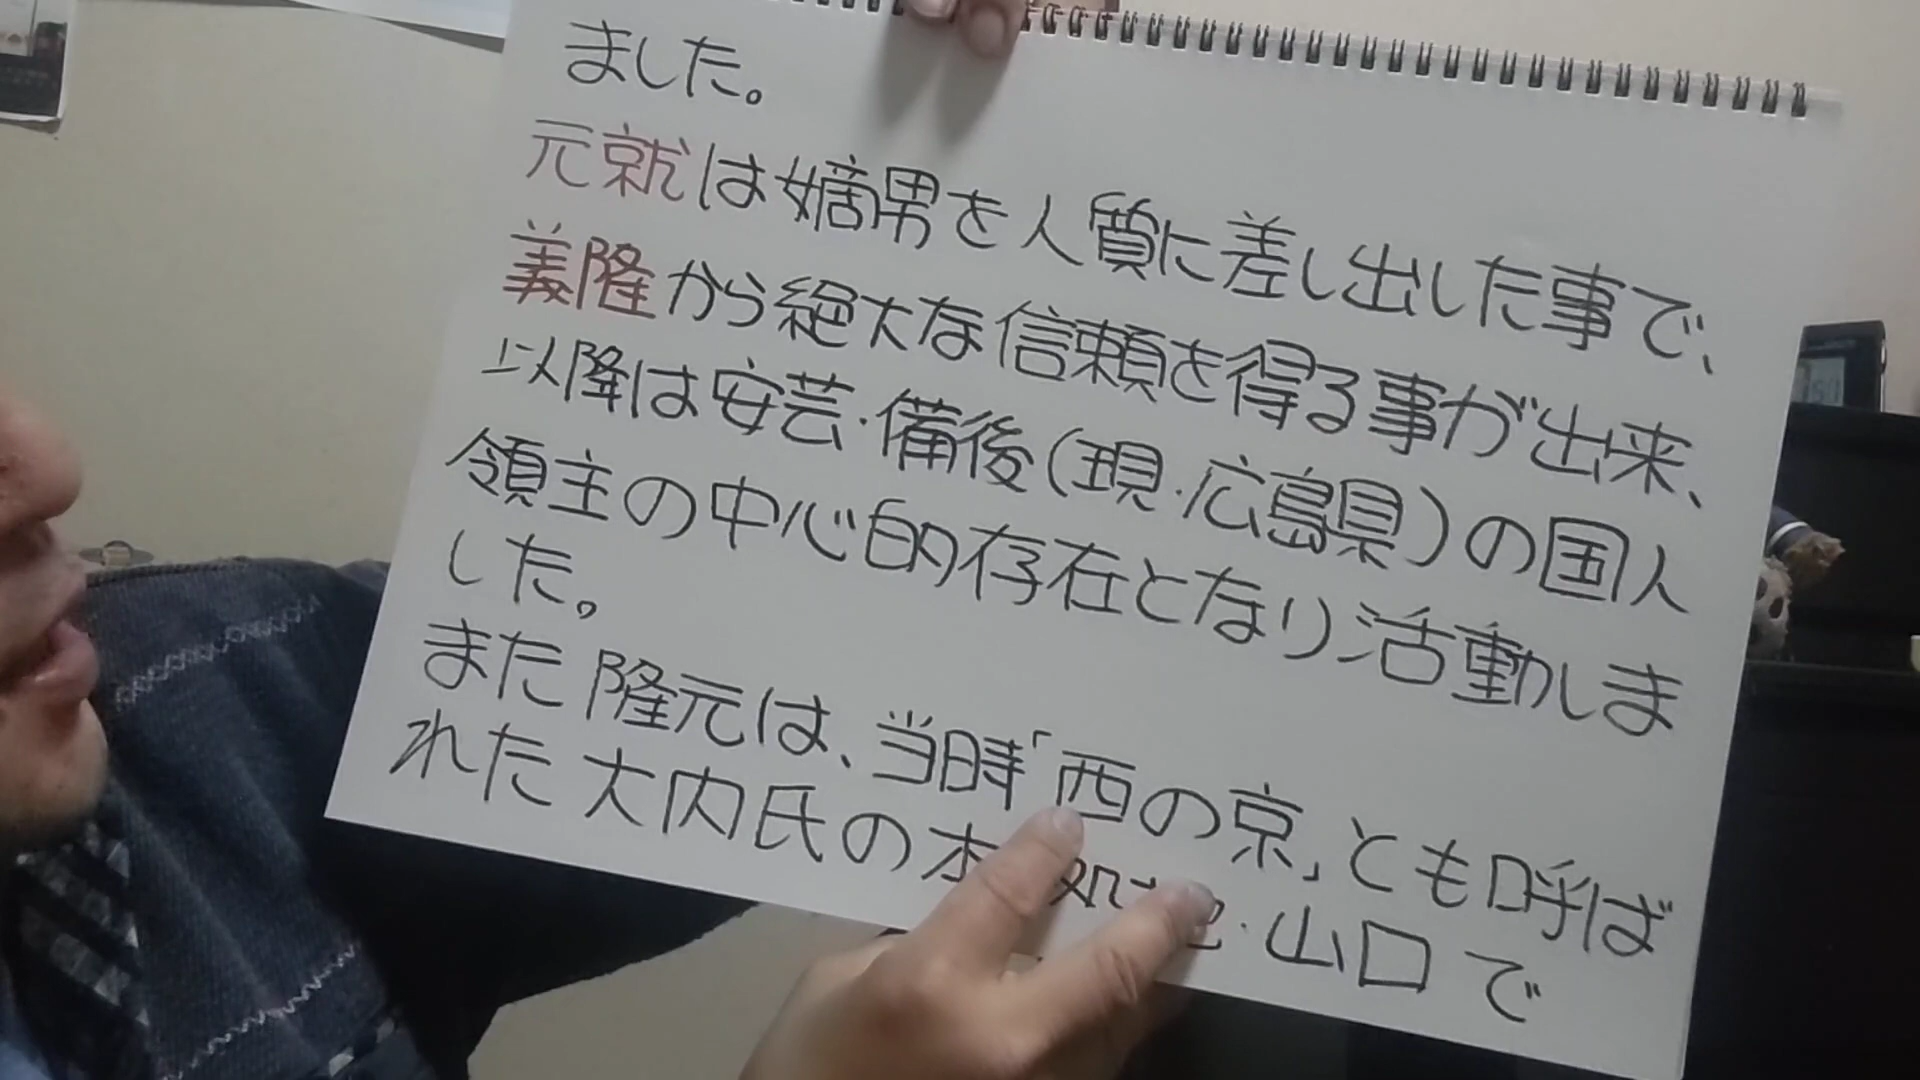 ました。
元就は嫡男を人質に差し出した事で、
義隆から絶大な信頼を得る事が出来、
以降は安芸・備後(現・広島県)の国人
領主の中心的存在となり活動しま
した。
また隆元は、当時「西の京」とも呼ば
れた大内氏の本 ・山口で